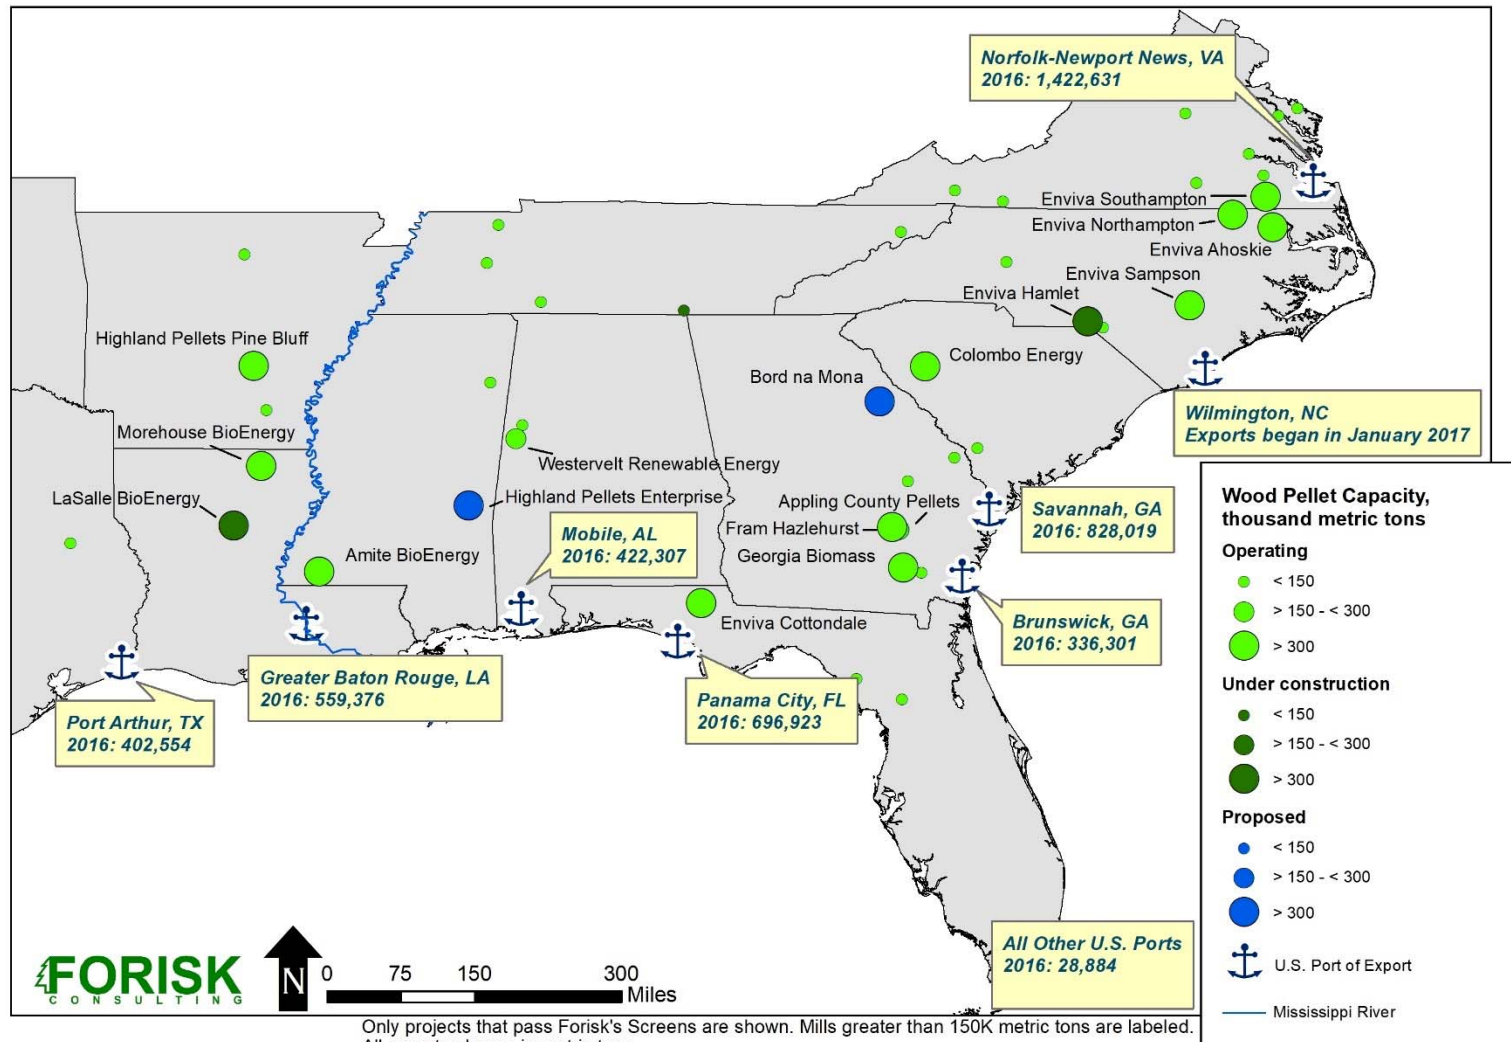 Norfolk-Newport News, VA
2016: 1,422,631
Enviva Southampton
Enviva Northampton
Enviva Ahoskie
Enviva Sampson
Enviva Hamlet
Highland Pellets Pine Bluff
Colombo Energy
Bord na Mona
Wilmington, NC
Exports began in January 2017
Morehouse BioEnergy
Westervelt Renewable Energy
LaSalle BioEnergy
Highland Pellets Enterprise
Appling County Pellets
Fram Hazlehurst
Georgia Biomass
Savannah, GA
2016: 828,019
Mobile, AL
2016: 422,307
Amite BioEnergy
Enviva Cottondale
Brunswick, GA
2016: 336,301
Greater Baton Rouge, LA
2016: 559,376
Panama City, FL
2016: 696,923
Port Arthur, TX
2016: 402,554
All Other U.S. Ports
2016: 28,884
Wood Pellet Capacity,
thousand metric tons
Operating
< 150
> 150 - < 300
> 300
Under construction
< 150
> 150 - < 300
> 300
Proposed
< 150
> 150 - < 300
> 300
U.S. Port of Export
Mississippi River
FORISK
CONSULTING
N
0 75 150 300
Miles
Only projects that pass Forisk's Screens are shown. Mills greater than 150K metric tons are labeled.